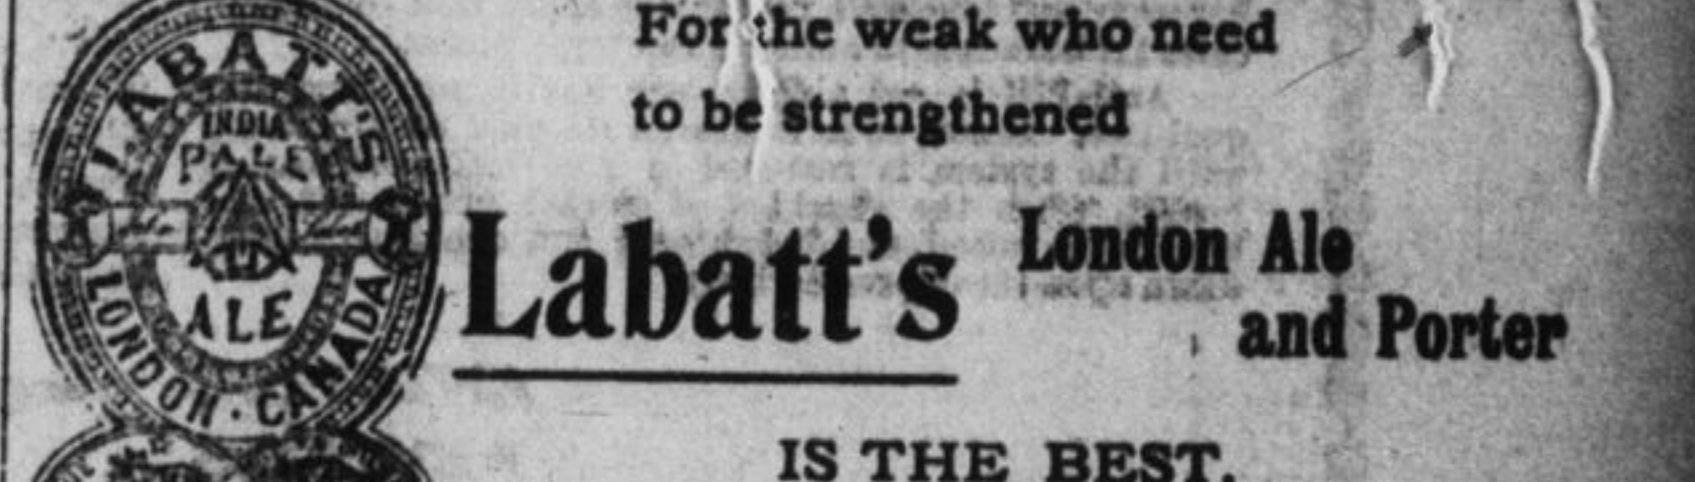 LABATT'S
INDIA
PALE
ALE
LONDON · CANADA
For the weak who need
to be strengthened
Labatt's London Ale
and Porter
IS THE BEST.